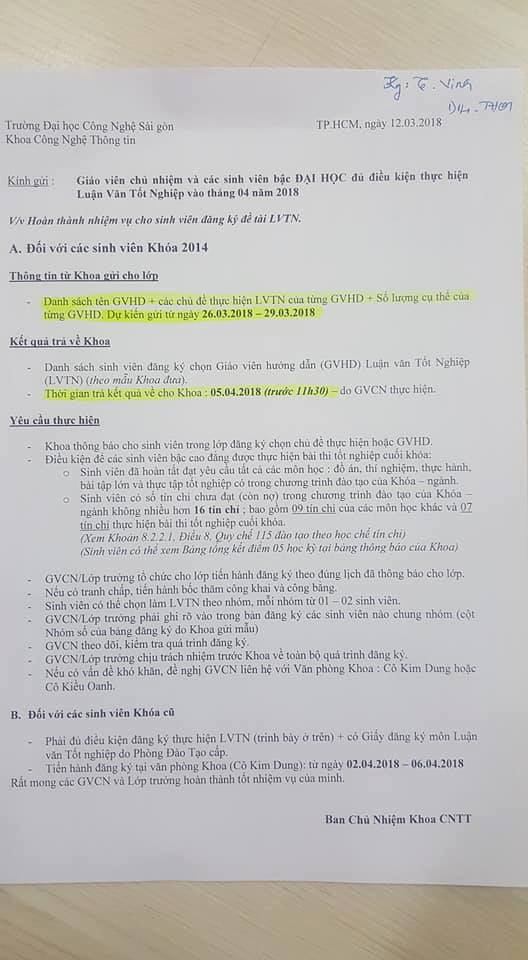 Kg: T. Vinh
D14-TH01
Trường Đại học Công Nghệ Sài gòn
TP.HCM, ngày 12.03.2018
Khoa Công Nghệ Thông tin
Kính gửi : Giáo viên chủ nhiệm và các sinh viên bậc ĐẠI HỌC đủ điều kiện thực hiện
Luận Văn Tốt Nghiệp vào tháng 04 năm 2018
V/v Hoàn thành nhiệm vụ cho sinh viên đăng ký đề tài LVTN.
A. Đối với các sinh viên Khóa 2014
Thông tin từ Khoa gửi cho lớp
- Danh sách tên GVHD + các chủ đề thực hiện LVTN của từng GVHD + Số lượng cụ thể của
từng GVHD. Dự kiến gửi từ ngày 26.03.2018 – 29.03.2018
Kết quả trả về Khoa
- Danh sách sinh viên đăng ký chọn Giáo viên hướng dẫn (GVHD) Luận văn Tốt Nghiệp
(LVTN) (theo mẫu Khoa đưa).
- Thời gian trả kết quả về cho Khoa : 05.04.2018 (trước 11h30) – do GVCN thực hiện.
Yêu cầu thực hiện
- Khoa thông báo cho sinh viên trong lớp đăng ký chọn chủ đề thực hiện hoặc GVHD.
- Điều kiện để các sinh viên bậc cao đẳng được thực hiện bài thi tốt nghiệp cuối khóa:
o Sinh viên đã hoàn tất đạt yêu cầu tất cả các môn học : đồ án, thí nghiệm, thực hành,
bài tập lớn và thực tập tốt nghiệp có trong chương trình đào tạo của Khoa – ngành.
o Sinh viên có số tín chỉ chưa đạt (còn nợ) trong chương trình đào tạo của Khoa –
ngành không nhiều hơn 16 tín chỉ ; bao gồm 09 tín chỉ của các môn học khác và 07
tín chỉ thực hiện bài thi tốt nghiệp cuối khóa.
(Xem Khoản 8.2.2.1, Điều 8, Quy chế 115 đào tạo theo học chế tín chỉ)
(Sinh viên có thể xem Bảng tổng kết điểm 05 học kỳ tại bảng thông báo của Khoa)
- GVCN/Lớp trưởng tổ chức cho lớp tiến hành đăng ký theo đúng lịch đã thông báo cho lớp.
- Nếu có tranh chấp, tiến hành bốc thăm công khai và công bằng.
- Sinh viên có thể chọn làm LVTN theo nhóm, mỗi nhóm từ 01 – 02 sinh viên.
- GVCN/Lớp trưởng phải ghi rõ vào trong bản đăng ký các sinh viên nào chung nhóm (cột
Nhóm số của bảng đăng ký do Khoa gửi mẫu)
- GVCN theo dõi, kiểm tra quá trình đăng ký.
- GVCN/Lớp trưởng chịu trách nhiệm trước Khoa về toàn bộ quá trình đăng ký.
- Nếu có vấn đề khó khăn, đề nghị GVCN liên hệ với Văn phòng Khoa : Cô Kim Dung hoặc
Cô Kiều Oanh.
B. Đối với các sinh viên Khóa cũ
- Phải đủ điều kiện đăng ký thực hiện LVTN (trình bày ở trên) + có Giấy đăng ký môn Luận
văn Tốt nghiệp do Phòng Đào Tạo cấp.
- Tiến hành đăng ký tại văn phòng Khoa (Cô Kim Dung): từ ngày 02.04.2018 – 06.04.2018
Rất mong các GVCN và Lớp trưởng hoàn thành tốt nhiệm vụ của mình.
Ban Chủ Nhiệm Khoa CNTT